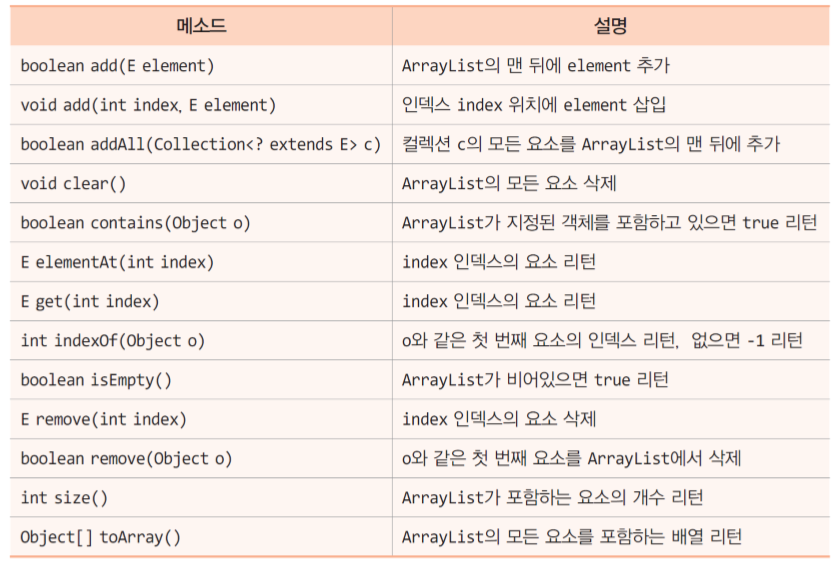 메소드 설명
boolean add(E element) ArrayList의 맨 뒤에 element 추가
void add(int index, E element) 인덱스 index 위치에 element 삽입
boolean addAll(Collection<? extends E> c) 컬렉션 c의 모든 요소를 ArrayList의 맨 뒤에 추가
void clear() ArrayList의 모든 요소 삭제
boolean contains(Object o) ArrayList가 지정된 객체를 포함하고 있으면 true 리턴
E elementAt(int index) index 인덱스의 요소 리턴
E get(int index) index 인덱스의 요소 리턴
int indexOf(Object o) o와 같은 첫 번째 요소의 인덱스 리턴, 없으면 -1 리턴
boolean isEmpty() ArrayList가 비어있으면 true 리턴
E remove(int index) index 인덱스의 요소 삭제
boolean remove(Object o) o와 같은 첫 번째 요소를 ArrayList에서 삭제
int size() ArrayList가 포함하는 요소의 개수 리턴
Object[] toArray() ArrayList의 모든 요소를 포함하는 배열 리턴